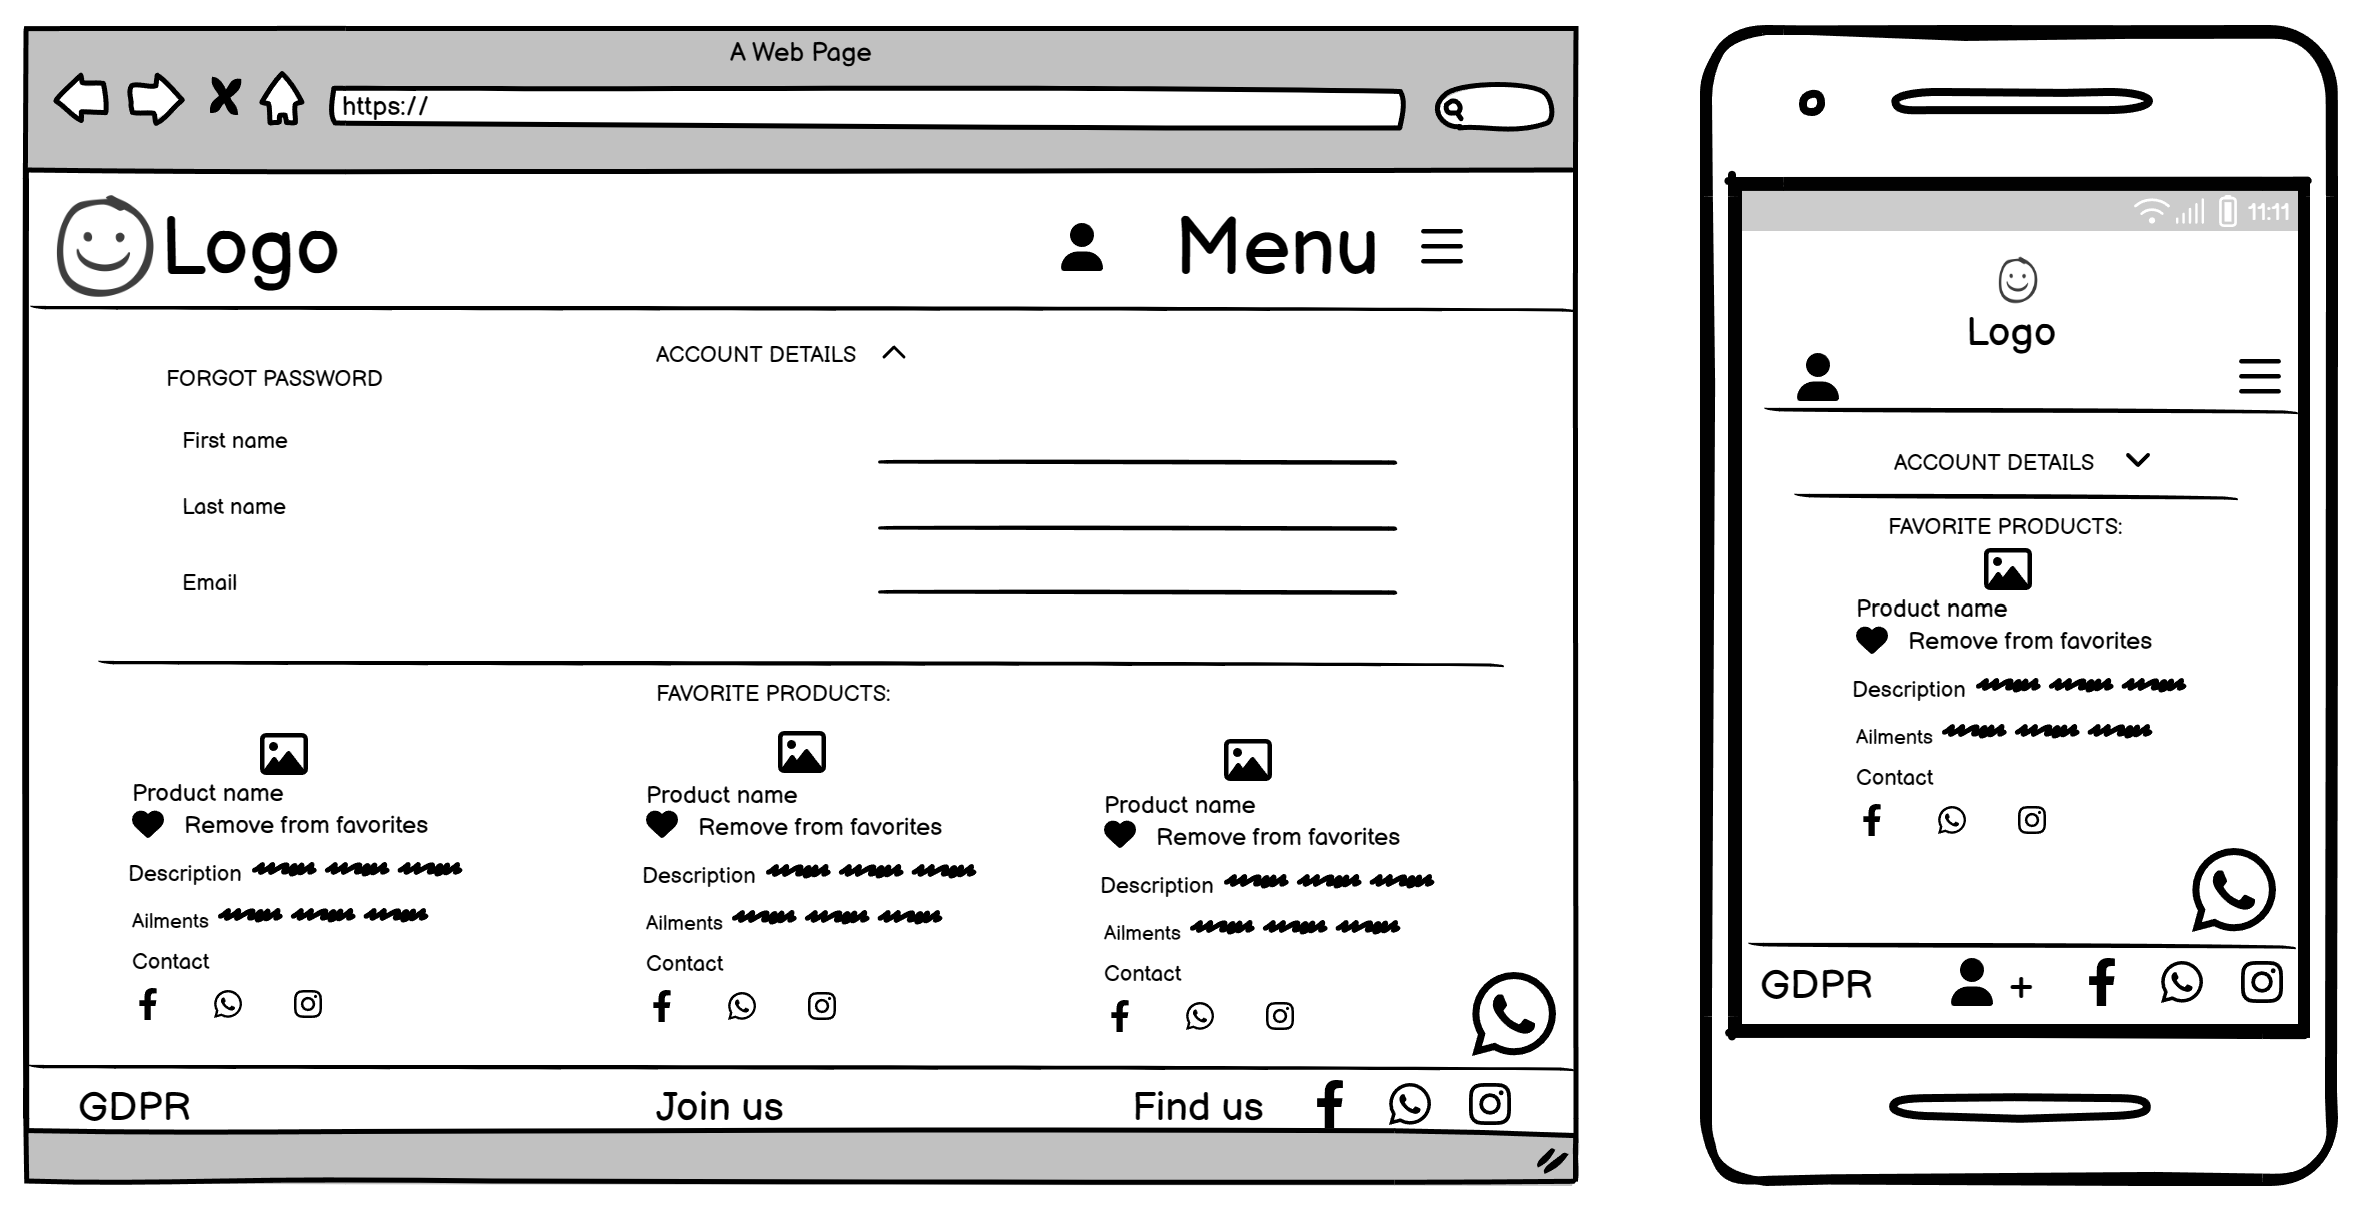 A Web Page
https://
Logo
Menu
ACCOUNT DETAILS
FORGOT PASSWORD
First name
Last name
Email
FAVORITE PRODUCTS:
Product name
Remove from favorites
Description
Ailments
Contact
Product name
Remove from favorites
Description
Ailments
Contact
Product name
Remove from favorites
Description
Ailments
Contact
GDPR
Join us
Find us
11:11
Logo
ACCOUNT DETAILS
FAVORITE PRODUCTS:
Product name
Remove from favorites
Description
Ailments
Contact
GDPR
+